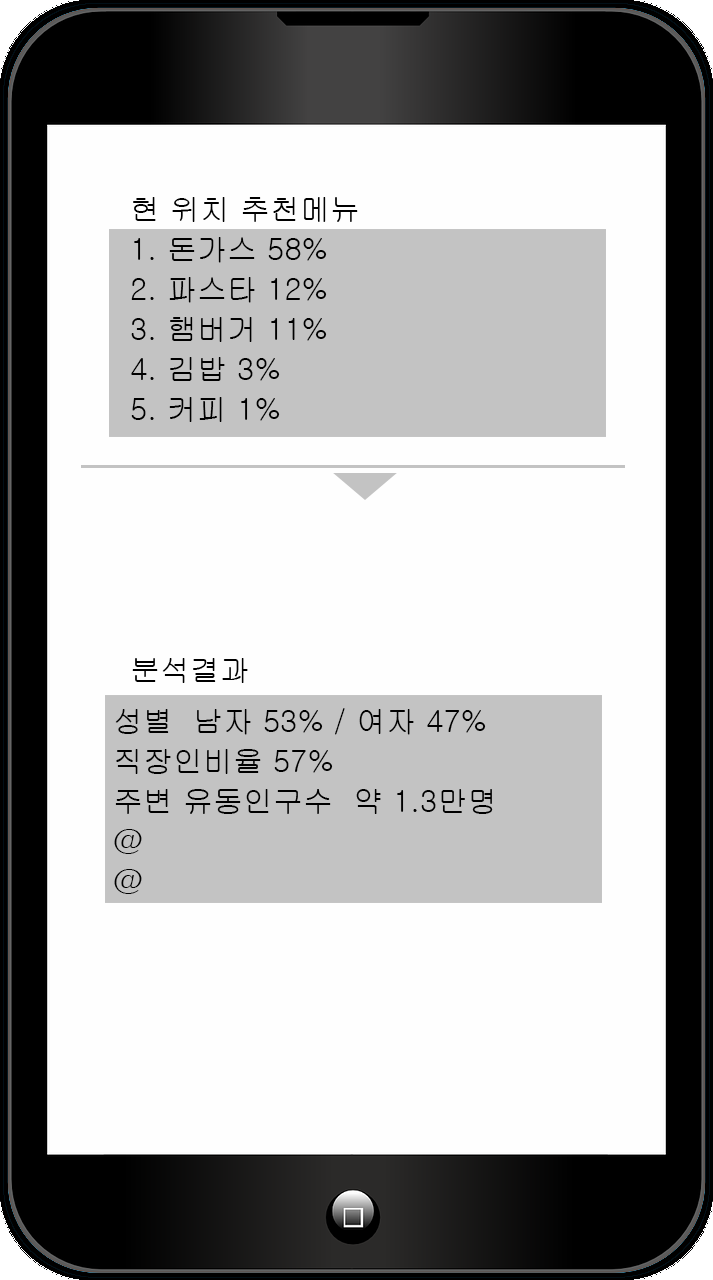 현 위치 추천메뉴
1. 돈가스 58%
2. 파스타 12%
3. 햄버거 11%
4. 김밥 3%
5. 커피 1%
분석결과
성별  남자 53% / 여자 47%
직장인비율 57%
주변 유동인구수  약 1.3만명
@
@